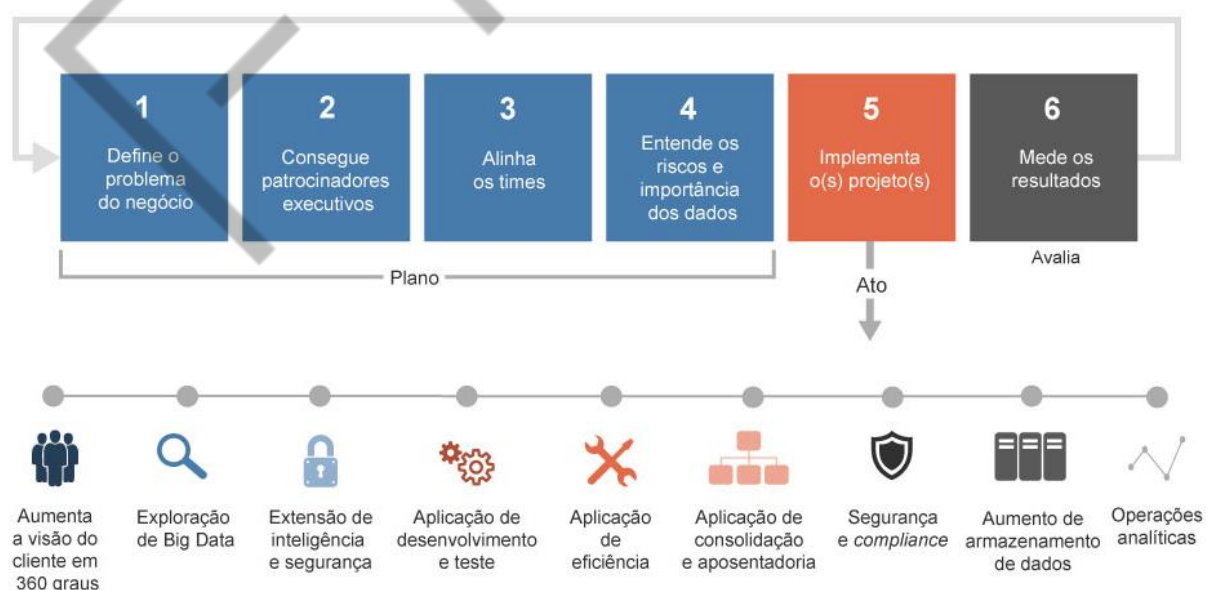 1
Define o
problema
do negócio
2
Consegue
patrocinadores
executivos
3
Alinha
os times
4
Entende os
riscos e
importância
dos dados
5
Implementa
o(s) projeto(s)
6
Mede os
resultados
Plano
Ato
Avalia
Aumenta
a visão do
cliente em
360 graus
Exploração
de Big Data
Extensão de
inteligência
e segurança
Aplicação de
desenvolvimento
e teste
Aplicação
de
eficiência
Aplicação de
consolidação
e aposentadoria
Segurança
e compliance
Aumento de
armazenamento
de dados
Operações
analíticas